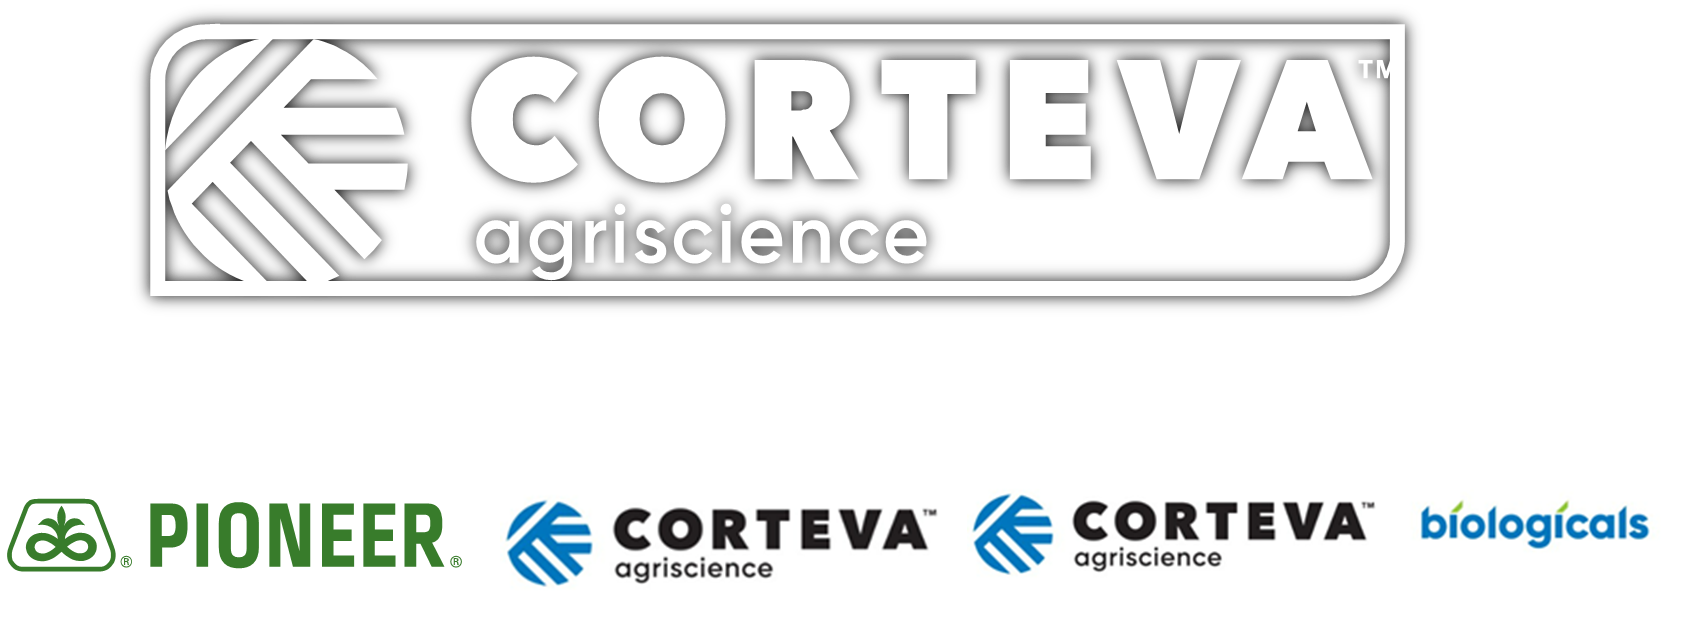 CORTEVA™
agriscience
PIONEER®
CORTEVA™
agriscience
CORTEVA™
agriscience
biologicals